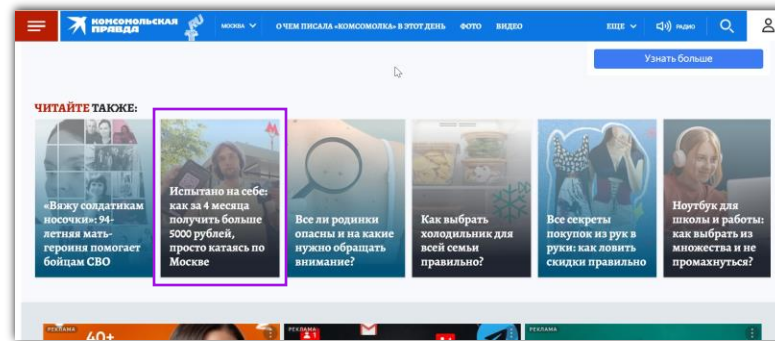 КОМСОМОЛЬСКАЯ
ПРАВДА
МОСКВА
О ЧЕМ ПИСАЛА «КОМСОМОЛКА» В ЭТОТ ДЕНЬ
ФОТО
ВИДЕО
ЕЩЕ
РАДИО
Узнать больше
ЧИТАЙТЕ ТАКЖЕ:
«Вяжу солдатикам
носочки»: 94-
летняя мать-
героиня помогает
бойцам СВО
Испытано на себе:
как за 4 месяца
получить больше
5000 рублей,
просто катаясь по
Москве
Все ли родинки
опасны и на какие
нужно обращать
внимание?
Как выбрать
холодильник для
всей семьи
правильно?
Все секреты
покупок из рук в
руки: как ловить
скидки правильно
Ноутбук для
школы и работы:
как выбрать из
множества и не
промахнуться?
РЕКЛАМА
40+
РЕКЛАМА
1
РЕКЛАМА